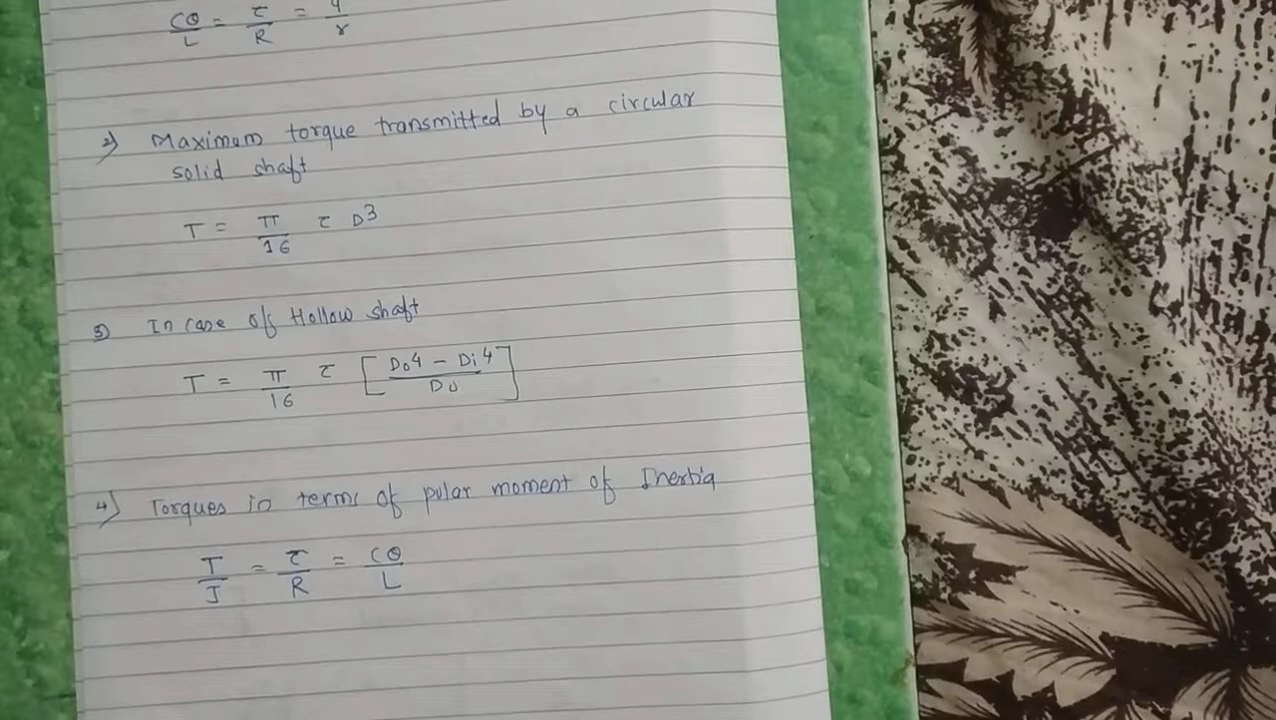 Cθ/L = τ/R = q/r
2) Maximum torque transmitted by a circular
solid shaft
T = π/16 τ D³
3) In case of Hollow shaft
T = π/16 τ [Do⁴ - Di⁴ / Do]
4) Torques in terms of polar moment of Inertia
T/J = τ/R = Cθ/L